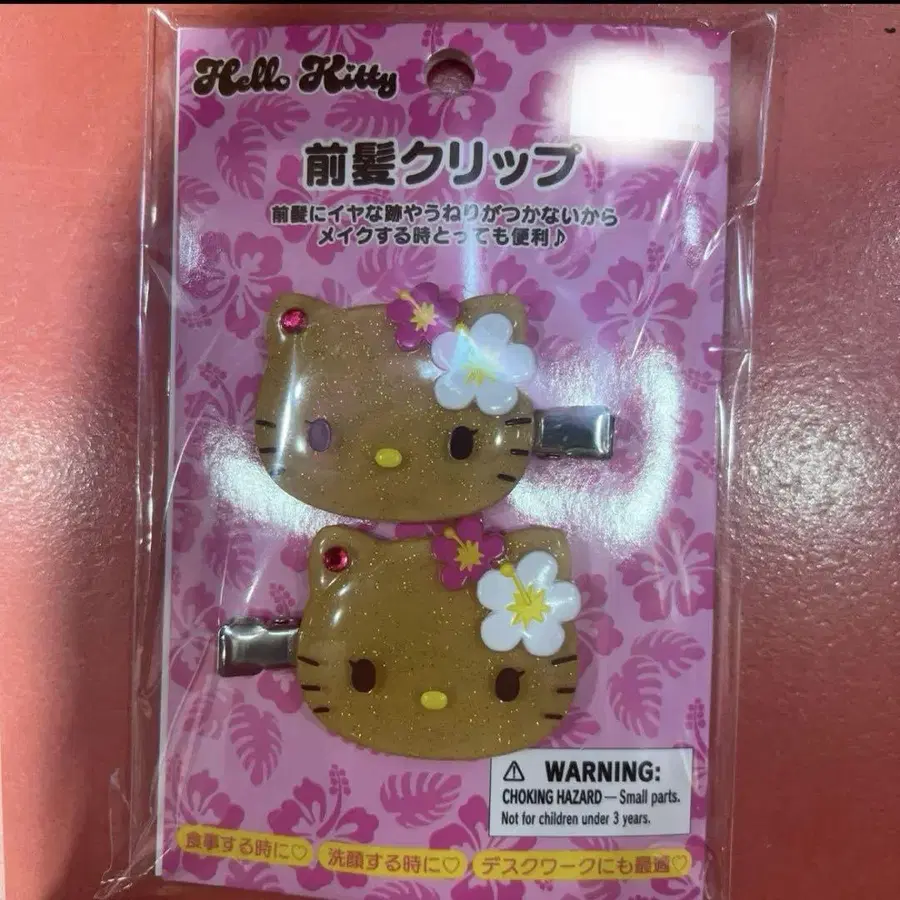 Hello Kitty
前髪クリップ
前髪にイヤな跡やうねりがつかないから
メイクする時とっても便利♪
⚠ WARNING:
CHOKING HAZARD — Small parts.
Not for children under 3 years.
食事する時に♡ 洗顔する時に♡ デスクワークにも最適♡